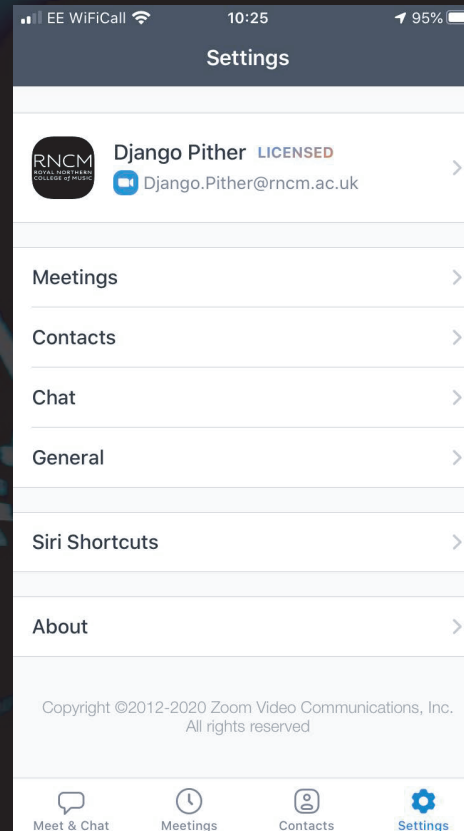 EE WiFiCall 10:25 95%
Settings
RNCM
ROYAL NORTHERN
COLLEGE of MUSIC
Django Pither LICENSED
Django.Pither@rncm.ac.uk
Meetings
Contacts
Chat
General
Siri Shortcuts
About
Copyright ©2012-2020 Zoom Video Communications, Inc.
All rights reserved
Meet & Chat Meetings Contacts Settings